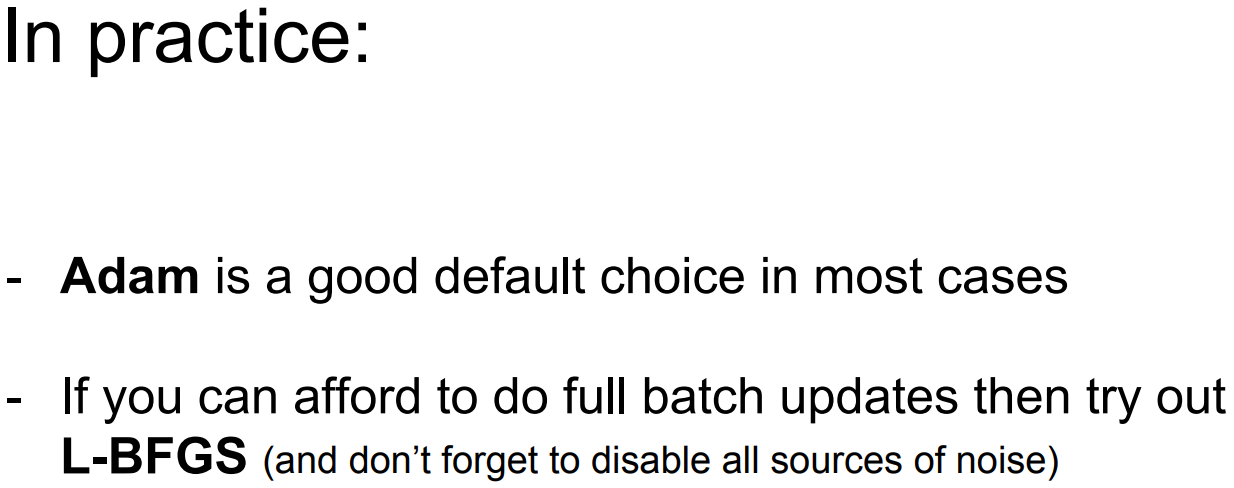 In practice:
- Adam is a good default choice in most cases
- If you can afford to do full batch updates then try out
L-BFGS (and don’t forget to disable all sources of noise)